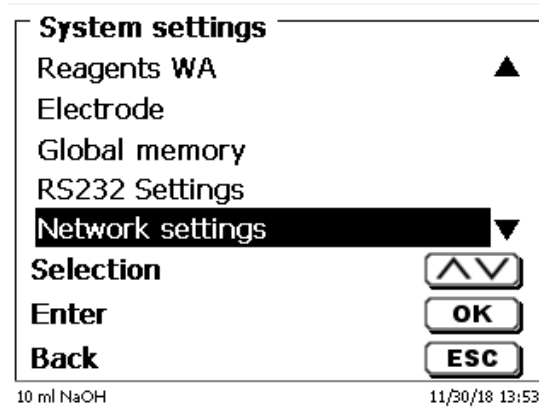 System settings
Reagents WA
Electrode
Global memory
RS232 Settings
Network settings
Selection
Enter OK
Back ESC
10 ml NaOH 11/30/18 13:53